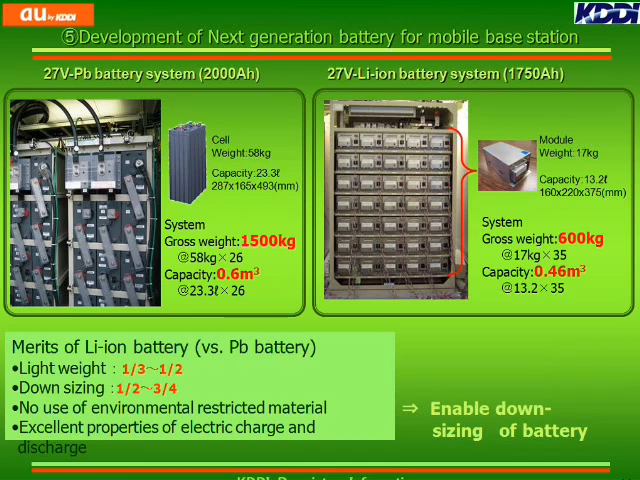 au by KDDI
KDDI
⑤Development of Next generation battery for mobile base station
27V-Pb battery system (2000Ah)
27V-Li-ion battery system (1750Ah)
Cell
Weight:58kg
Capacity:23.3ℓ
287x165x493(mm)
System
Gross weight:1500kg
@58kg×26
Capacity:0.6m³
@23.3ℓ×26
Module
Weight:17kg
Capacity:13.2ℓ
160x220x375(mm)
System
Gross weight:600kg
@17kg×35
Capacity:0.46m³
@13.2×35
Merits of Li-ion battery (vs. Pb battery)
•Light weight：1/3～1/2
•Down sizing：1/2～3/4
•No use of environmental restricted material
•Excellent properties of electric charge and
discharge
⇒ Enable down-
sizing of battery